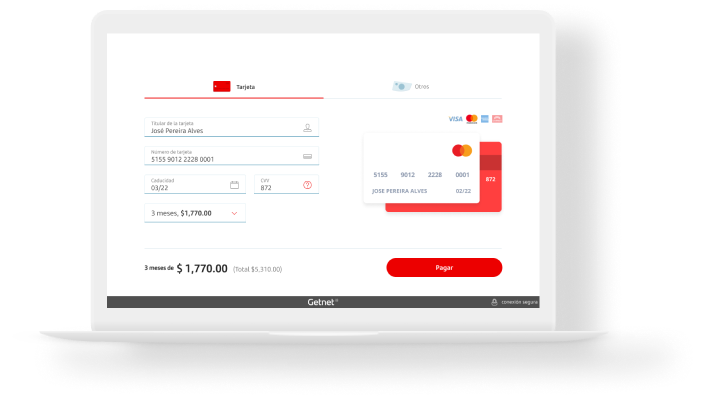 Tarjeta
Otros
Titular de la tarjeta
José Pereira Alves
VISA
Número de tarjeta
5155 9012 2228 0001
Caducidad
03/22
CVV
872
3 meses, $1,770.00
5155 9012 2228 0001
JOSE PEREIRA ALVES 02/22
872
3 meses de $ 1,770.00 (Total $5.310.00)
Pagar
Getnet
conexión segura